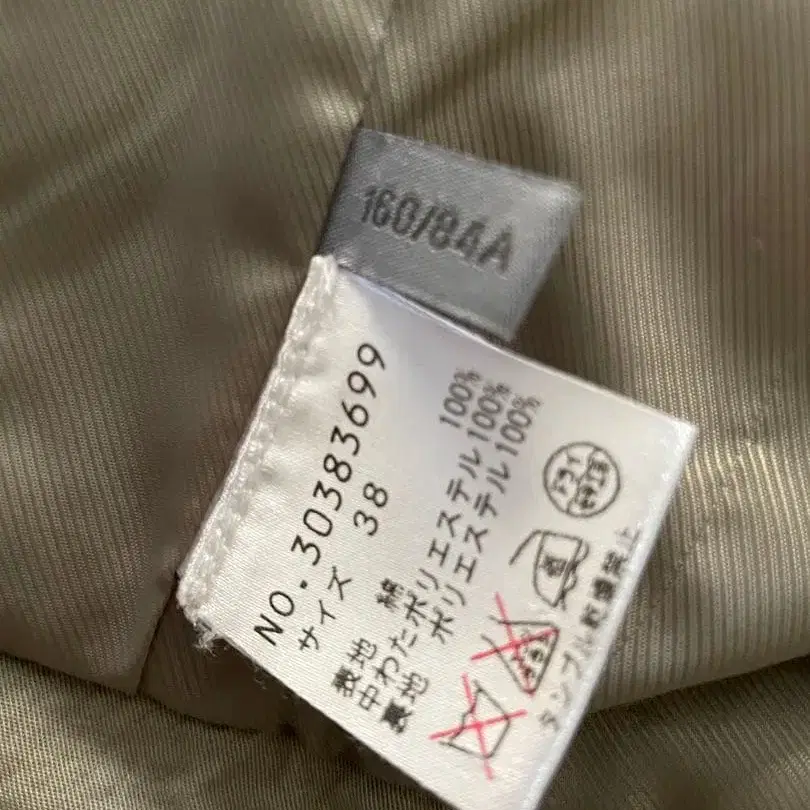 160/84A
NO.30383699
サイズ 38
表地 綿 100%
中わたポリエステル 100%
裏地 ポリエステル 100%
ドライ
タンブル乾燥禁止